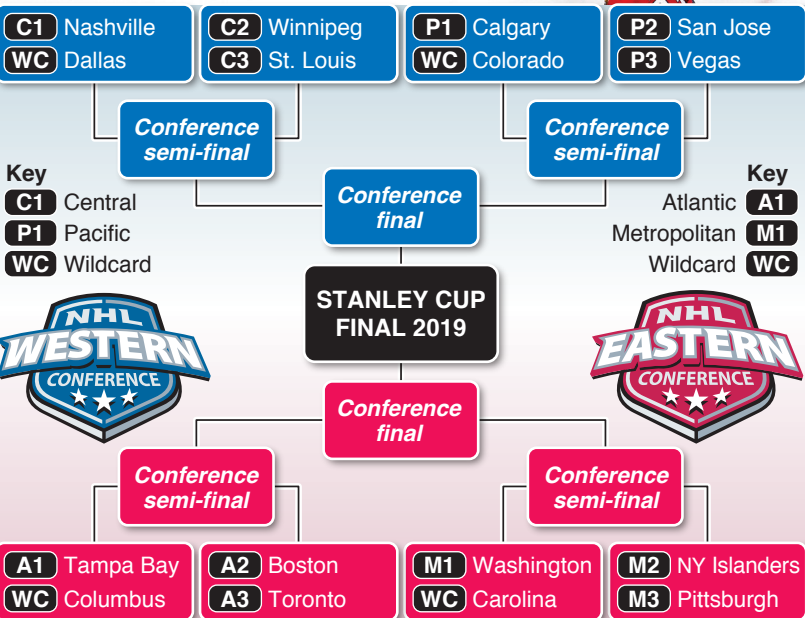 C1 Nashville
WC Dallas
C2 Winnipeg
C3 St. Louis
P1 Calgary
WC Colorado
P2 San Jose
P3 Vegas
Conference
semi-final
Conference
semi-final
Key
C1 Central
P1 Pacific
WC Wildcard
Conference
final
Key
Atlantic A1
Metropolitan M1
Wildcard WC
STANLEY CUP
FINAL 2019
NHL
WESTERN
CONFERENCE
NHL
EASTERN
CONFERENCE
Conference
final
Conference
semi-final
Conference
semi-final
A1 Tampa Bay
WC Columbus
A2 Boston
A3 Toronto
M1 Washington
WC Carolina
M2 NY Islanders
M3 Pittsburgh